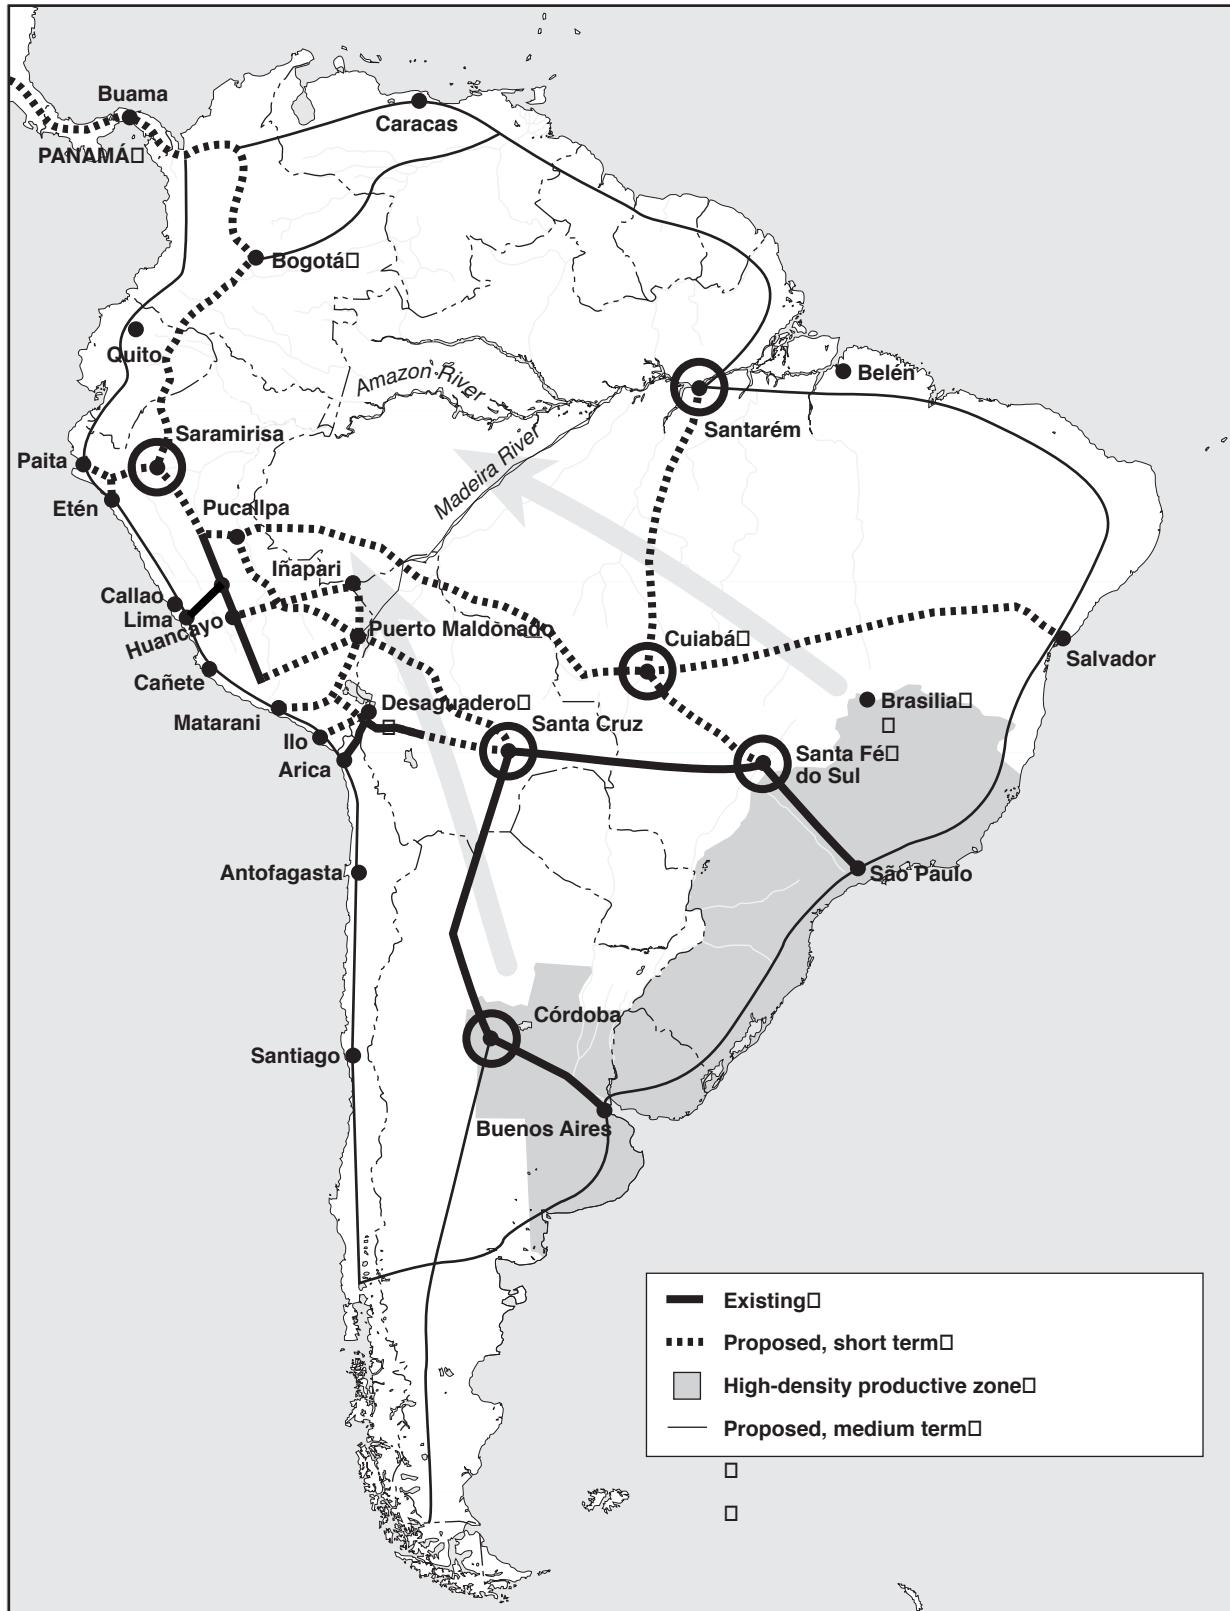 Buama
Caracas
PANAMÁ
Bogotá
Quito
Amazon River
Belén
Santarém
Saramirisa
Madeira River
Paita
Etén
Pucallpa
Iñapari
Callao
Lima
Huancayo
Puerto Maldonado
Cuiabá
Salvador
Cañete
Matarani
Desaguadero
Brasilia
Ilo
Santa Cruz
Santa Fé
do Sul
Arica
Antofagasta
São Paulo
Córdoba
Santiago
Buenos Aires
Existing
Proposed, short term
High-density productive zone
Proposed, medium term